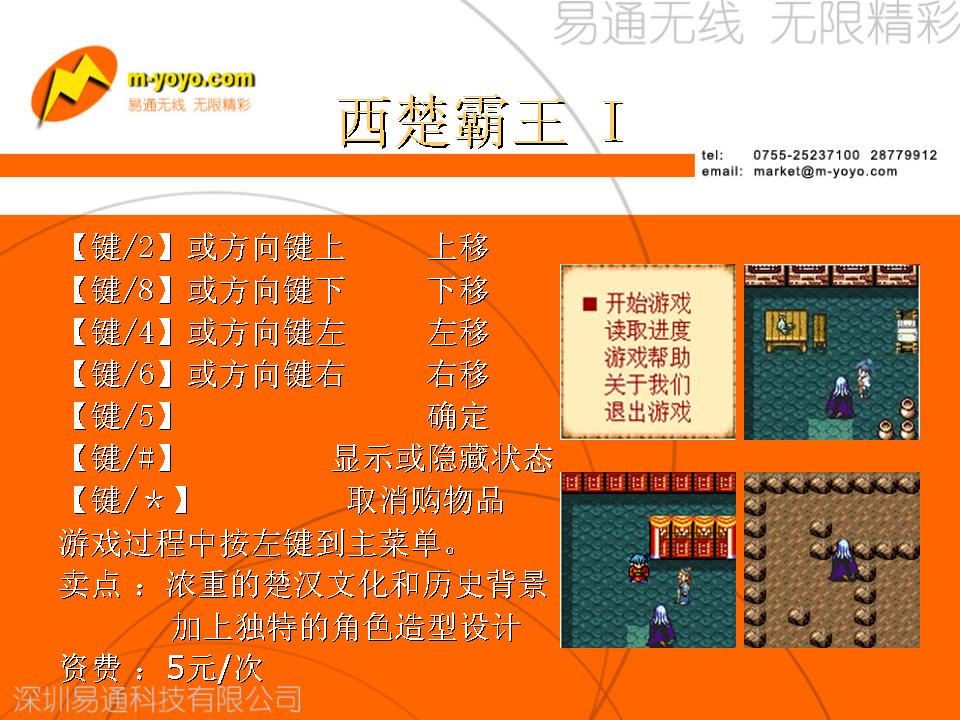 易通无线 无限精彩
m-yoyo.com
易通无线 无限精彩
西楚霸王 I
tel: 0755-25237100 28779912
email: market@m-yoyo.com
【键/2】或方向键上 上移
【键/8】或方向键下 下移
【键/4】或方向键左 左移
【键/6】或方向键右 右移
【键/5】 确定
【键/#】 显示或隐藏状态
【键/＊】 取消购物品
游戏过程中按左键到主菜单。
卖点：浓重的楚汉文化和历史背景
加上独特的角色造型设计
资费：5元/次
开始游戏
读取进度
游戏帮助
关于我们
退出游戏
深圳易通科技有限公司